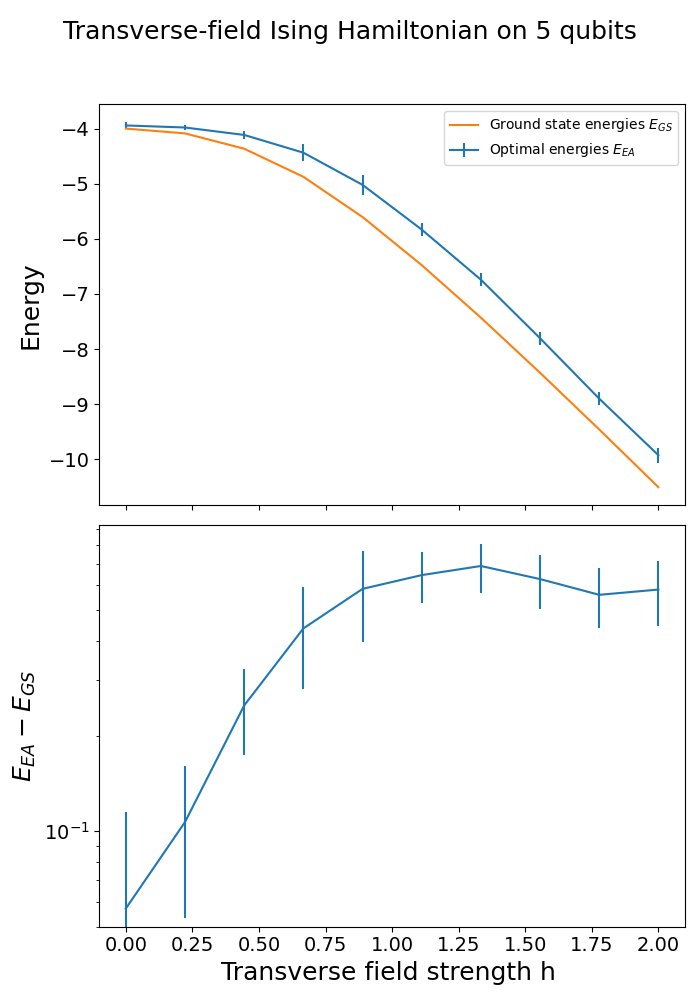 Transverse-field Ising Hamiltonian on 5 qubits
Ground state energies $E_{GS}$
Optimal energies $E_{EA}$
Energy
−4
−5
−6
−7
−8
−9
−10
$E_{EA} - E_{GS}$
$10^{-1}$
0.00 0.25 0.50 0.75 1.00 1.25 1.50 1.75 2.00
Transverse field strength h